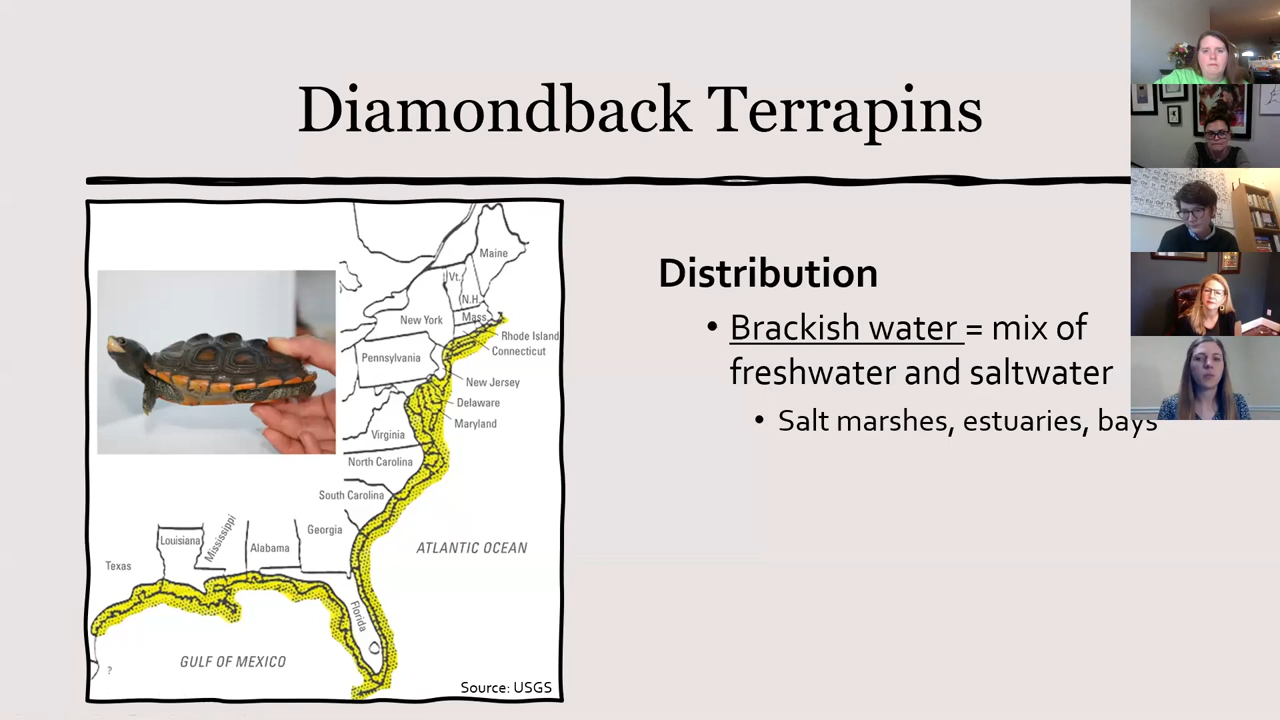 Diamondback Terrapins
Maine
Vt.
N.H.
Mass.
New York
Rhode Island
Connecticut
Pennsylvania
New Jersey
Delaware
Maryland
Virginia
North Carolina
South Carolina
Georgia
Mississippi
Louisiana
Alabama
Texas
Florida
ATLANTIC OCEAN
GULF OF MEXICO
?
Source: USGS
Distribution
• Brackish water = mix of
freshwater and saltwater
• Salt marshes, estuaries, bays